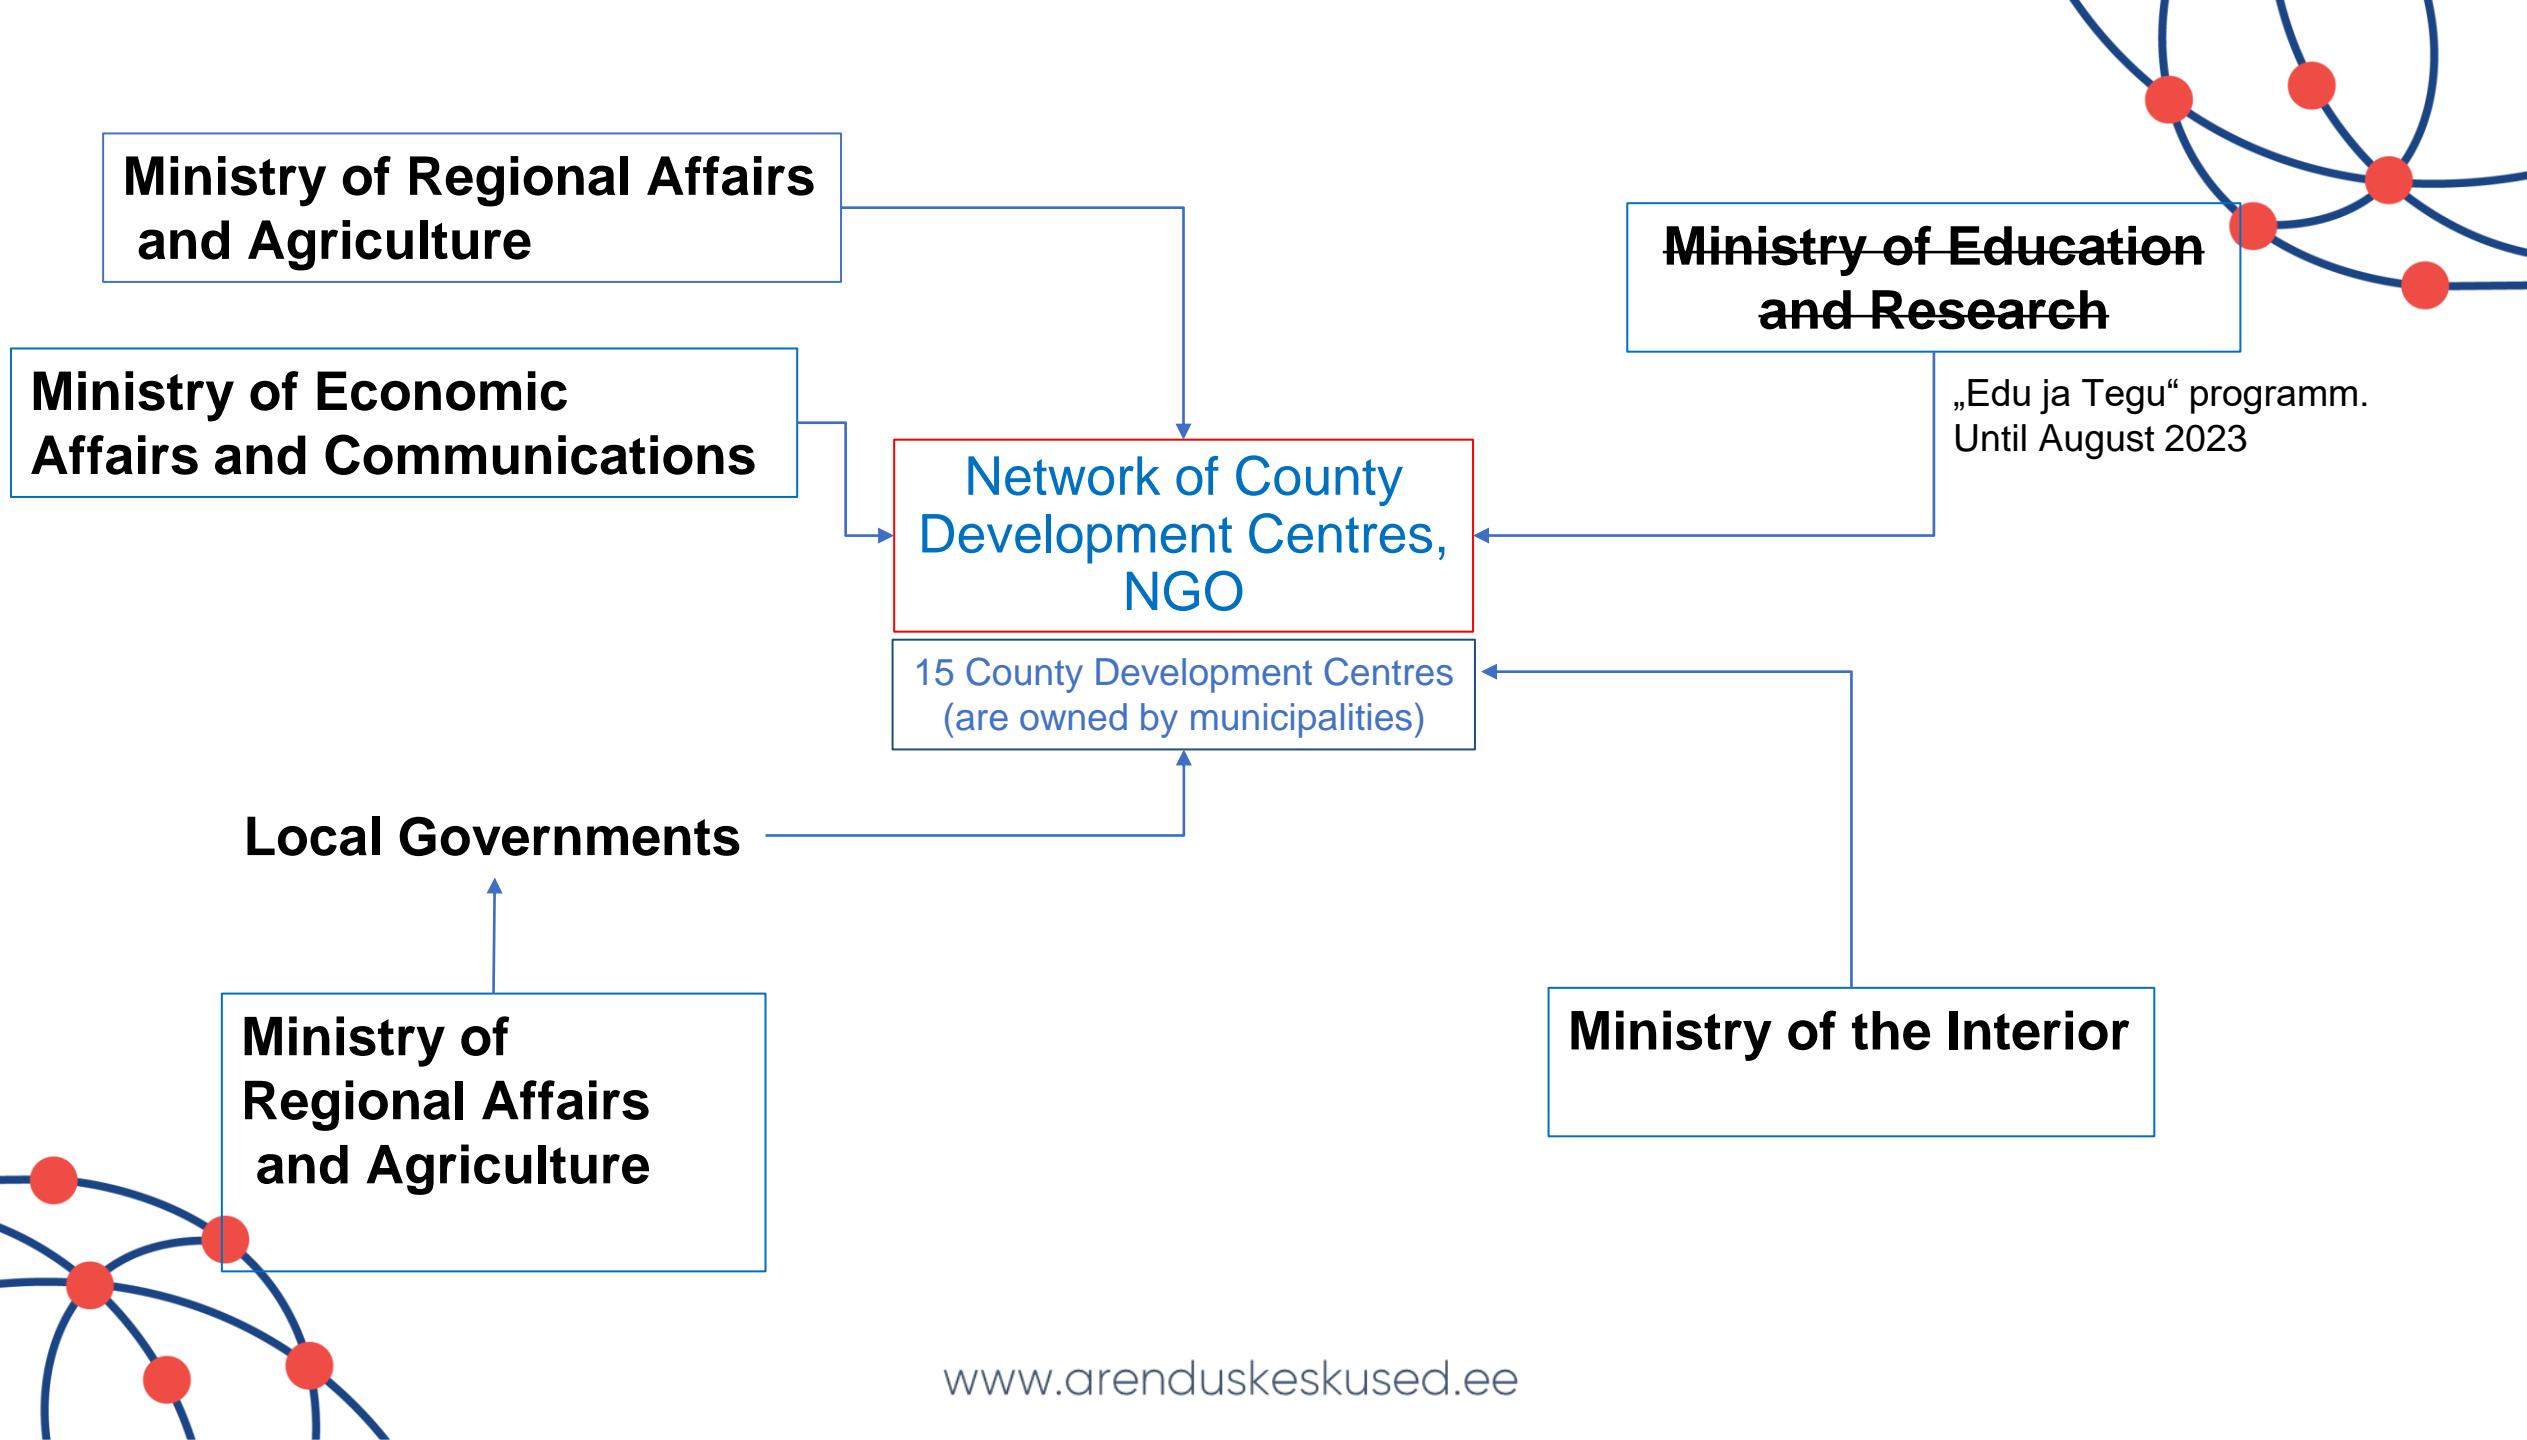 Ministry of Regional Affairs
and Agriculture
Ministry of Education
and Research
Ministry of Economic
Affairs and Communications
„Edu ja Tegu“ programm.
Until August 2023
Network of County
Development Centres,
NGO
15 County Development Centres
(are owned by municipalities)
Local Governments
Ministry of
Regional Affairs
and Agriculture
Ministry of the Interior
www.arenduskeskused.ee